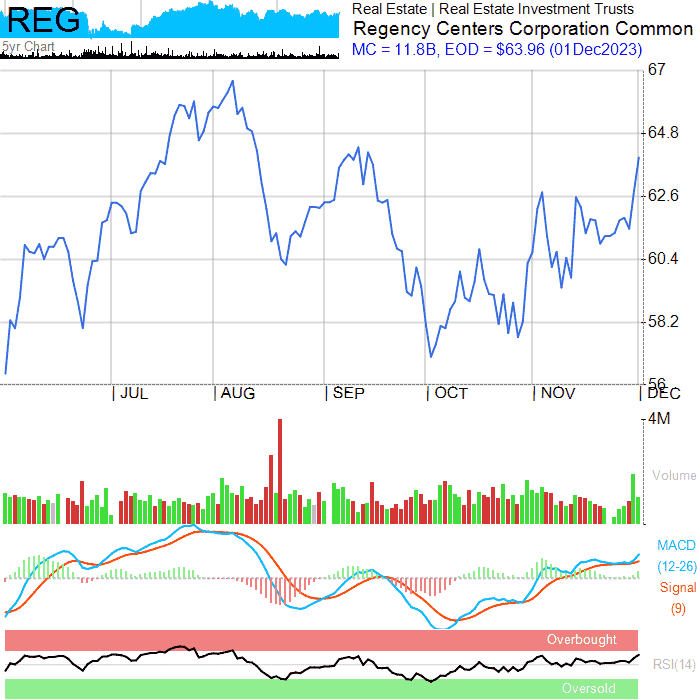 REG
5yr Chart
Real Estate | Real Estate Investment Trusts
Regency Centers Corporation Common
MC = 11.8B, EOD = $63.96 (01Dec2023)
67
64.8
62.6
60.4
58.2
56
JUL
AUG
SEP
OCT
NOV
DEC
4M
Volume
MACD
(12-26)
Signal
(9)
Overbought
RSI(14)
Oversold